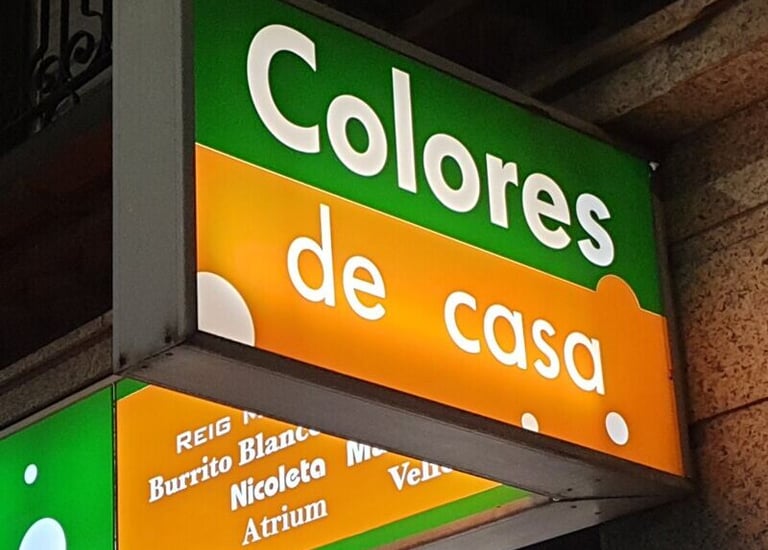 Colores
de casa
REIG
Burrito Blanco
Nicoleta
Atrium